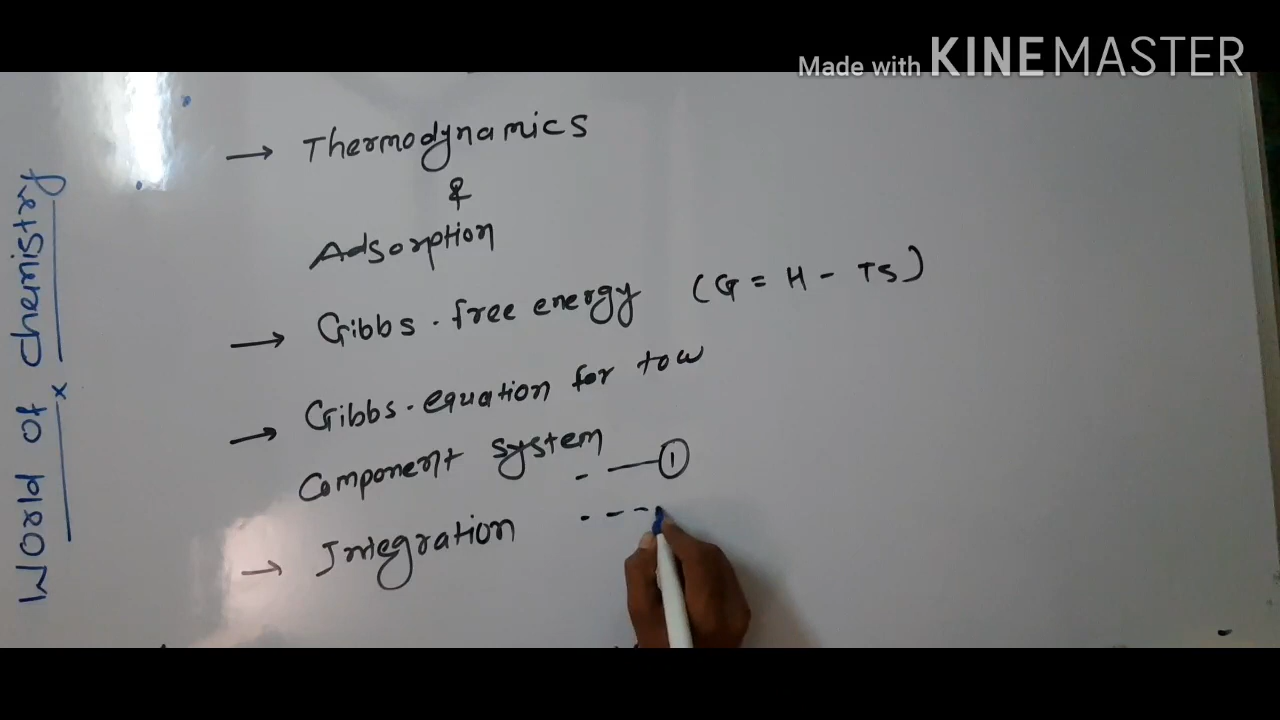 Made with KINEMASTER
World of Chemistry
x
→ Thermodynamics
&
Adsorption
→ Gibbs. free energy (G = H - TS)
→ Gibbs. equation for tow
Component system
- — 1
→ Integration - - -